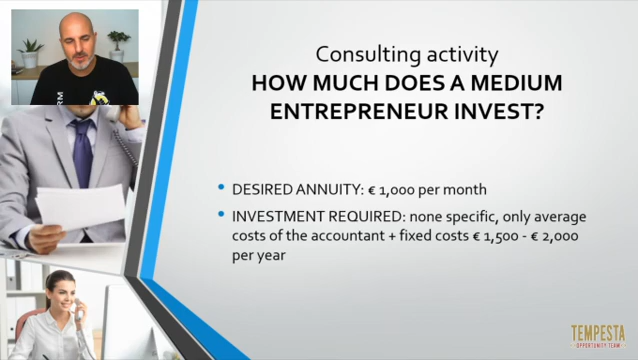 Consulting activity
HOW MUCH DOES A MEDIUM
ENTREPRENEUR INVEST?
• DESIRED ANNUITY: € 1,000 per month
• INVESTMENT REQUIRED: none specific, only average
costs of the accountant + fixed costs € 1,500 - € 2,000
per year
TEMPESTA
OPPORTUNITY TEAM